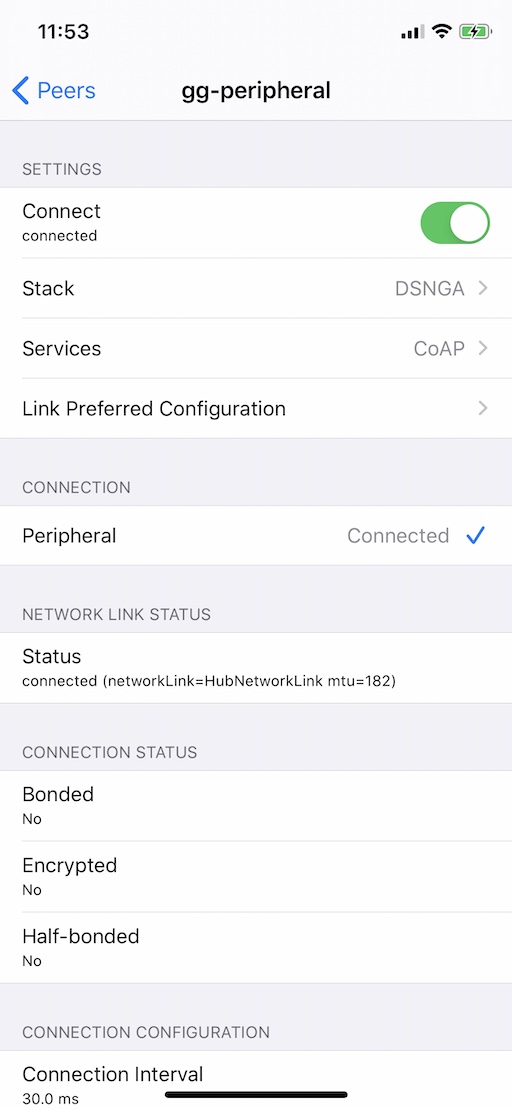 11:53
Peers
gg-peripheral
SETTINGS
Connect
connected
Stack
DSNGA
Services
CoAP
Link Preferred Configuration
CONNECTION
Peripheral
Connected
NETWORK LINK STATUS
Status
connected (networkLink=HubNetworkLink mtu=182)
CONNECTION STATUS
Bonded
No
Encrypted
No
Half-bonded
No
CONNECTION CONFIGURATION
Connection Interval
30.0 ms